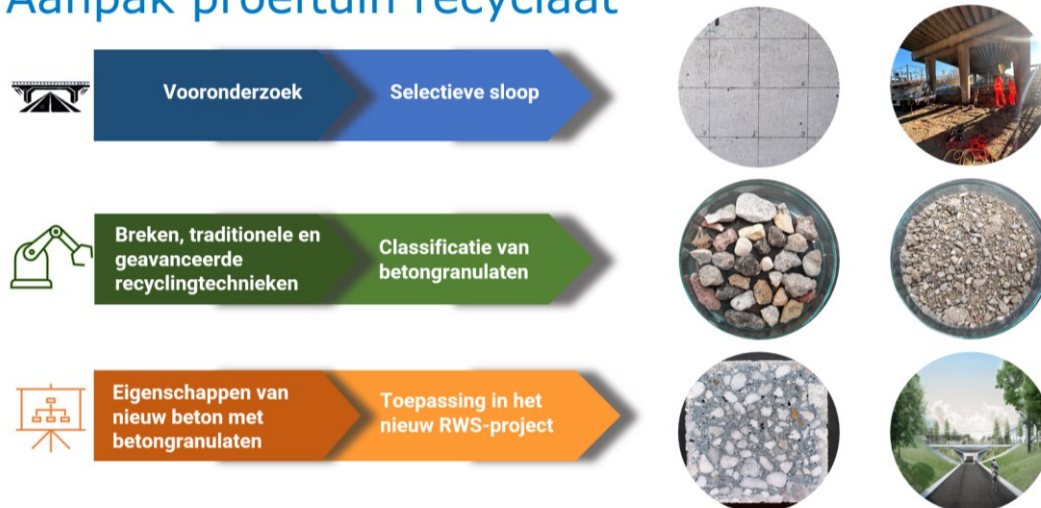 Aanpak proeftuin recyclaat
Vooronderzoek
Selectieve sloop
Breken, traditionele en
geavanceerde
recyclingtechnieken
Classificatie van
betongranulaten
Eigenschappen van
nieuw beton met
betongranulaten
Toepassing in het
nieuw RWS-project